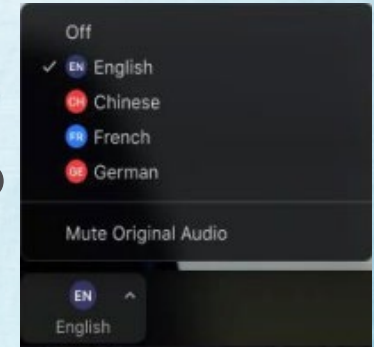 Off
EN English
CH Chinese
FR French
GE German
Mute Original Audio
EN
English